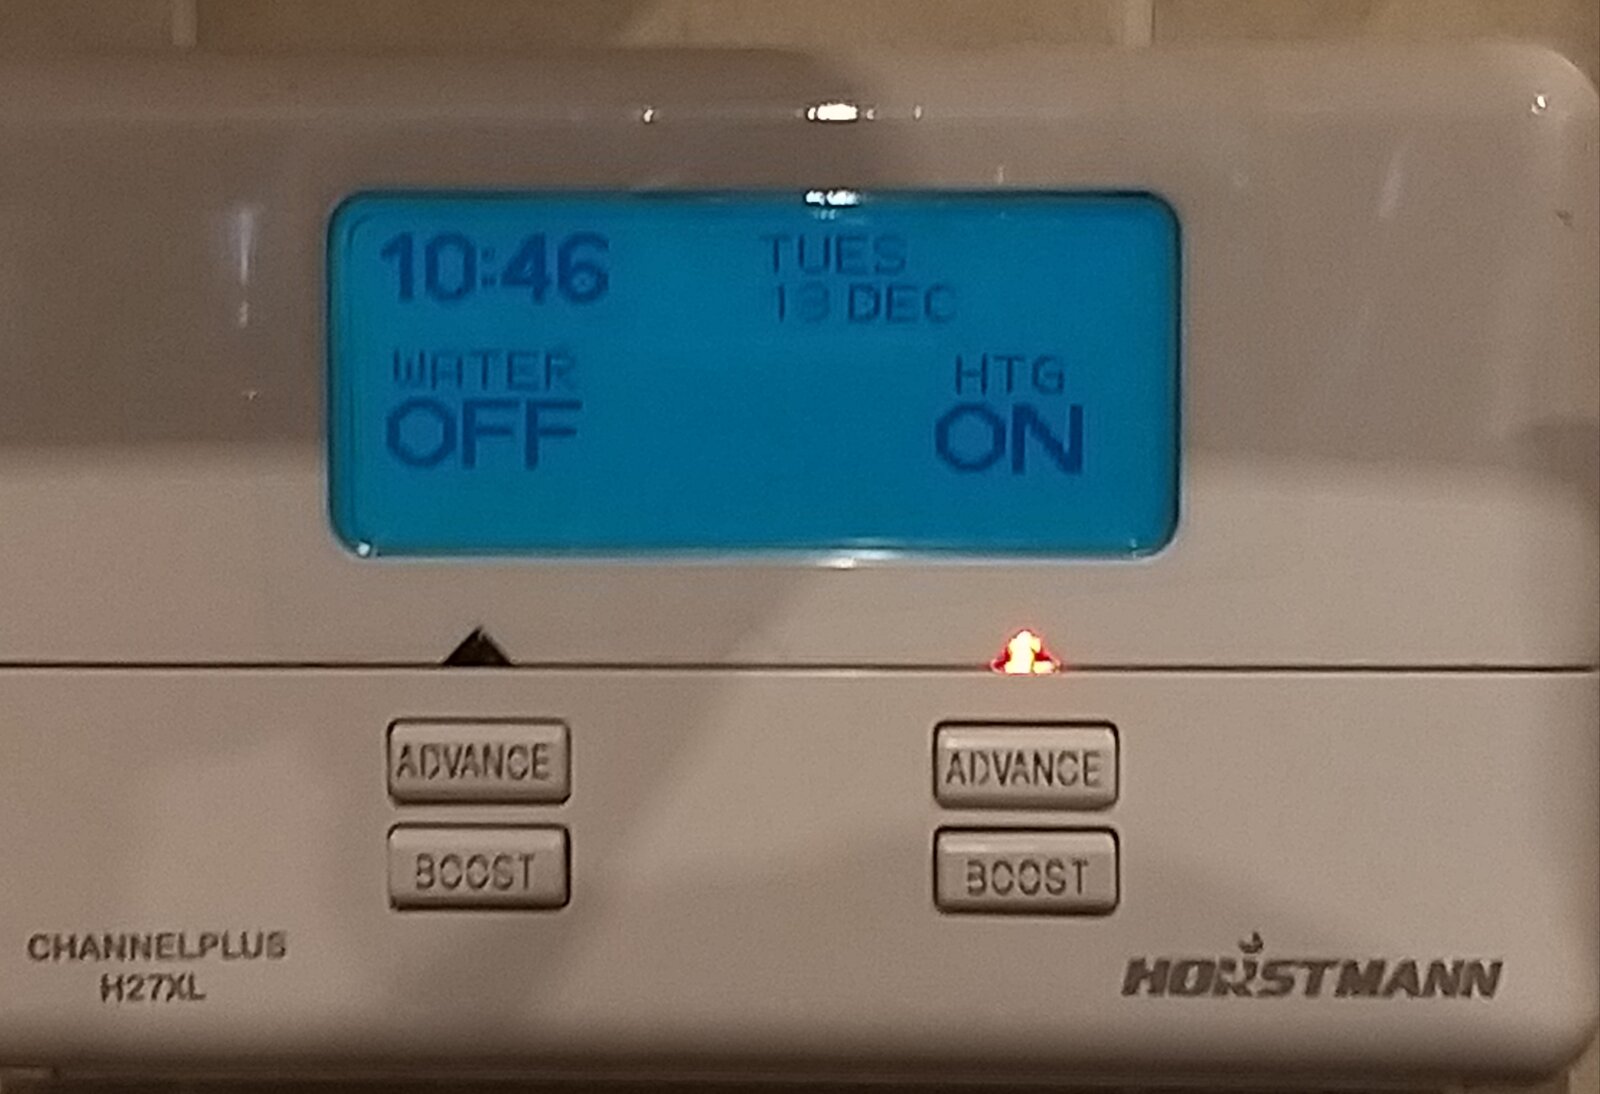 10:46
TUES
13 DEC
WATER
OFF
HTG
ON
ADVANCE
ADVANCE
BOOST
BOOST
CHANNELPLUS
H27XL
HORSTMANN